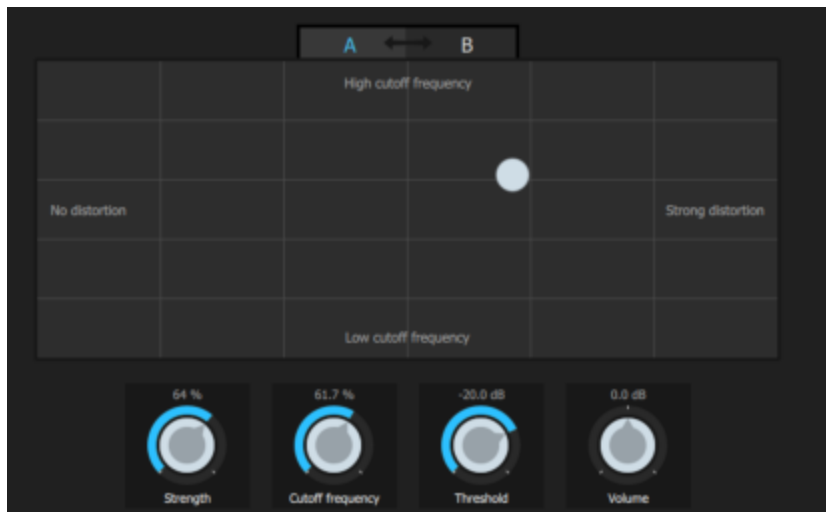 A B
High cutoff frequency
No distortion Strong distortion
Low cutoff frequency
64 % 61.7 % -20.0 dB 0.0 dB
Strength Cutoff frequency Threshold Volume